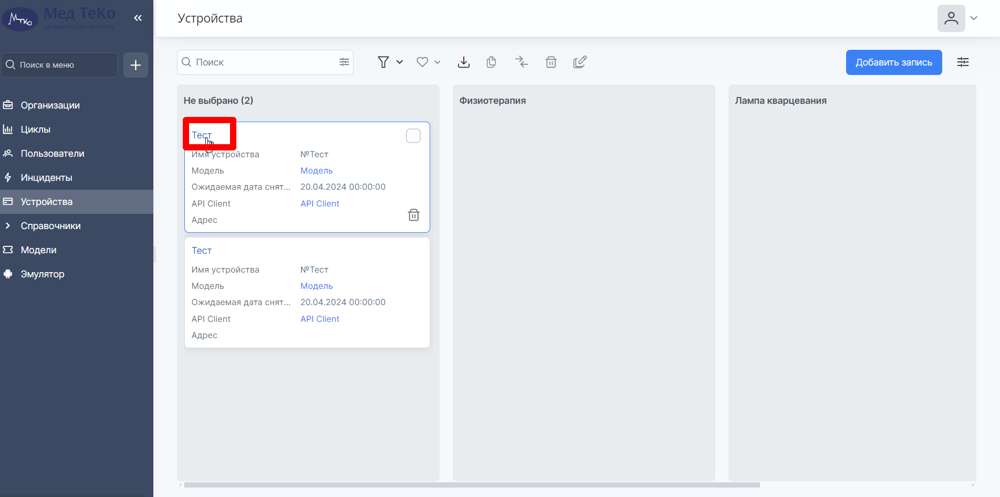 Мед ТеКо
медицинская техника
Устройства
Поиск в меню
Поиск
Добавить запись
Организации
Циклы
Пользователи
Инциденты
Устройства
Справочники
Модели
Эмулятор
Не выбрано (2)
Тест
Имя устройства №Тест
Модель Модель
Ожидаемая дата снят... 20.04.2024 00:00:00
API Client API Client
Адрес
Тест
Имя устройства №Тест
Модель Модель
Ожидаемая дата снят... 20.04.2024 00:00:00
API Client API Client
Адрес
Физиотерапия
Лампа кварцевания